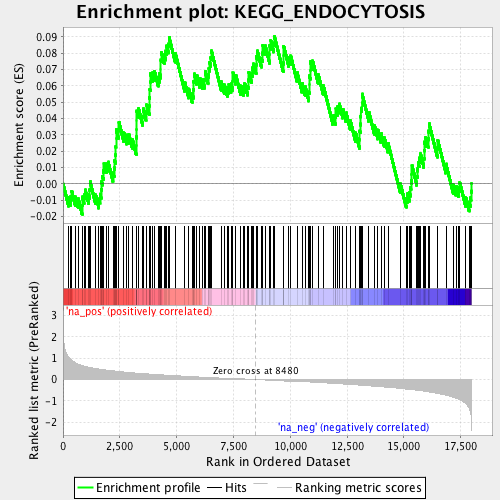 Enrichment plot: KEGG_ENDOCYTOSIS
Enrichment score (ES)
0.09
0.08
0.07
0.06
0.05
0.04
0.03
0.02
0.01
0.00
-0.01
-0.02
'na_pos' (positively correlated)
Ranked list metric (PreRanked)
3
2
1
0
-1
-2
Zero cross at 8480
'na_neg' (negatively correlated)
0
2,500
5,000
7,500
10,000
12,500
15,000
17,500
Rank in Ordered Dataset
Enrichment profile
Hits
Ranking metric scores